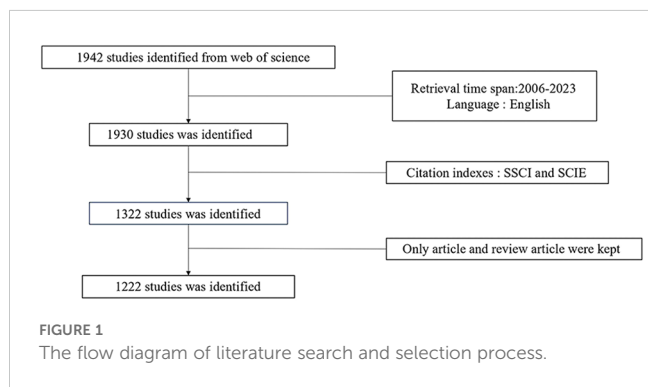 1942 studies identified from web of science
Retrieval time span:2006-2023
Language : English
1930 studies was identified
Citation indexes : SSCI and SCIE
1322 studies was identified
Only article and review article were kept
1222 studies was identified
FIGURE 1
The flow diagram of literature search and selection process.